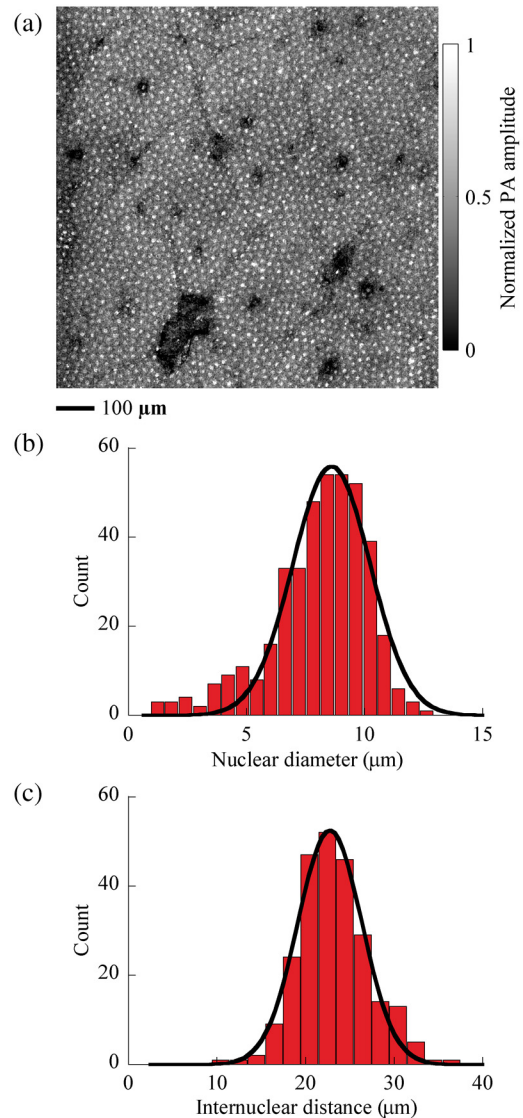 (a)
1
0.5
0
Normalized PA amplitude
100 µm
(b)
60
40
20
0
Count
0 5 10 15
Nuclear diameter (µm)
(c)
60
40
20
0
Count
0 10 20 30 40
Internuclear distance (µm)